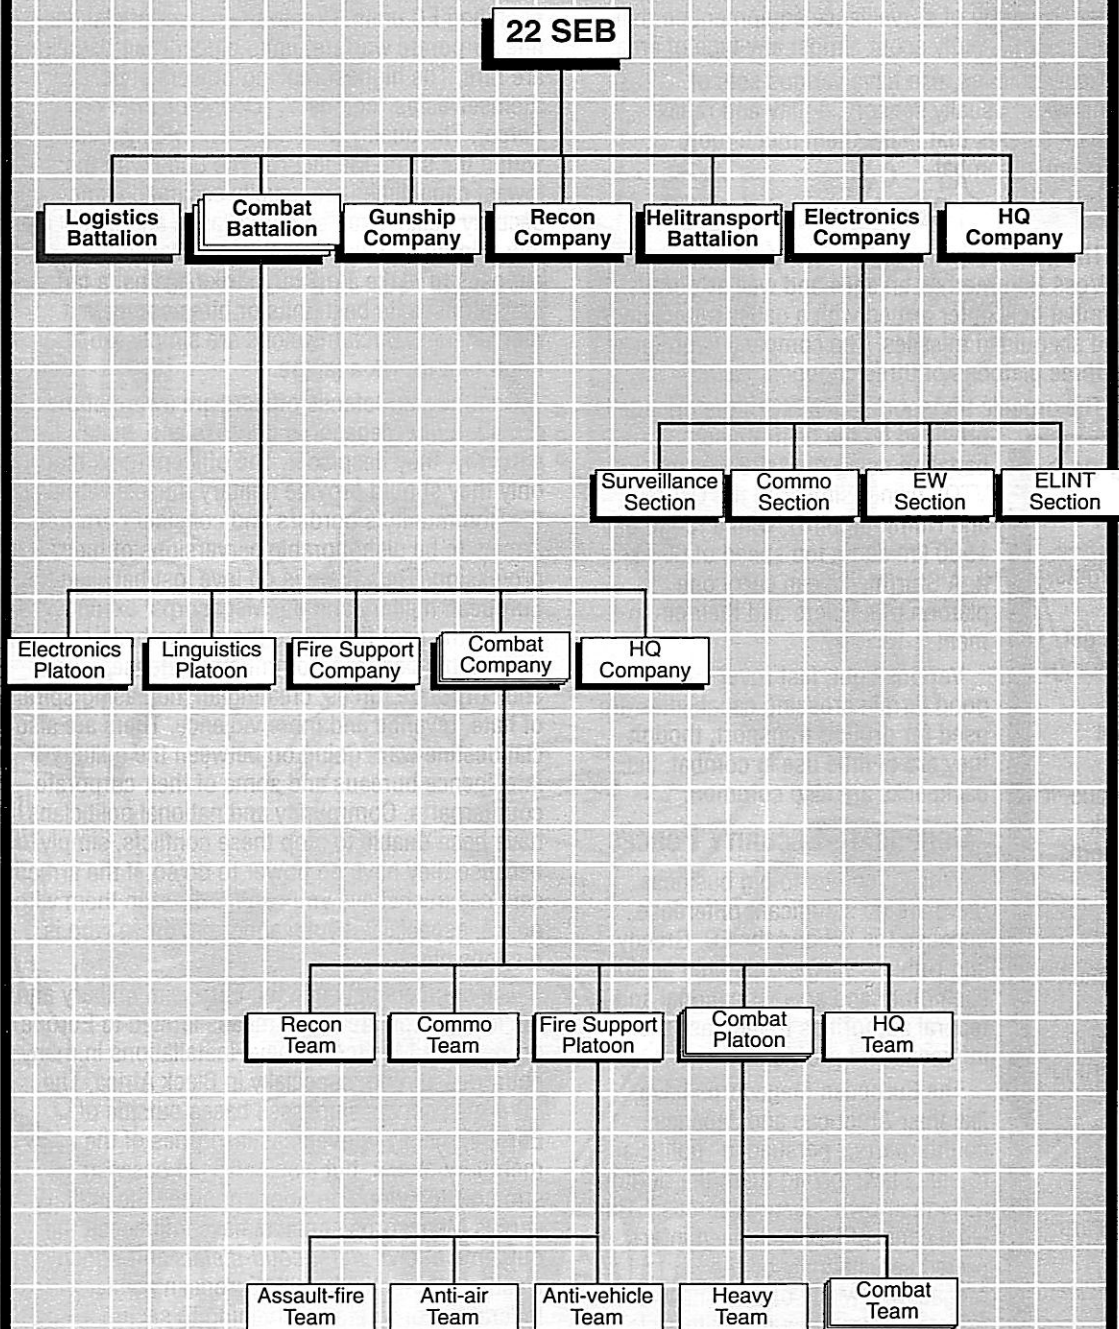 22 SEB
Logistics
Battalion
Combat
Battalion
Gunship
Company
Recon
Company
Helitransport
Battalion
Electronics
Company
HQ
Company
Surveillance
Section
Commo
Section
EW
Section
ELINT
Section
Electronics
Platoon
Linguistics
Platoon
Fire Support
Company
Combat
Company
HQ
Company
Recon
Team
Commo
Team
Fire Support
Platoon
Combat
Platoon
HQ
Team
Assault-fire
Team
Anti-air
Team
Anti-vehicle
Team
Heavy
Team
Combat
Team